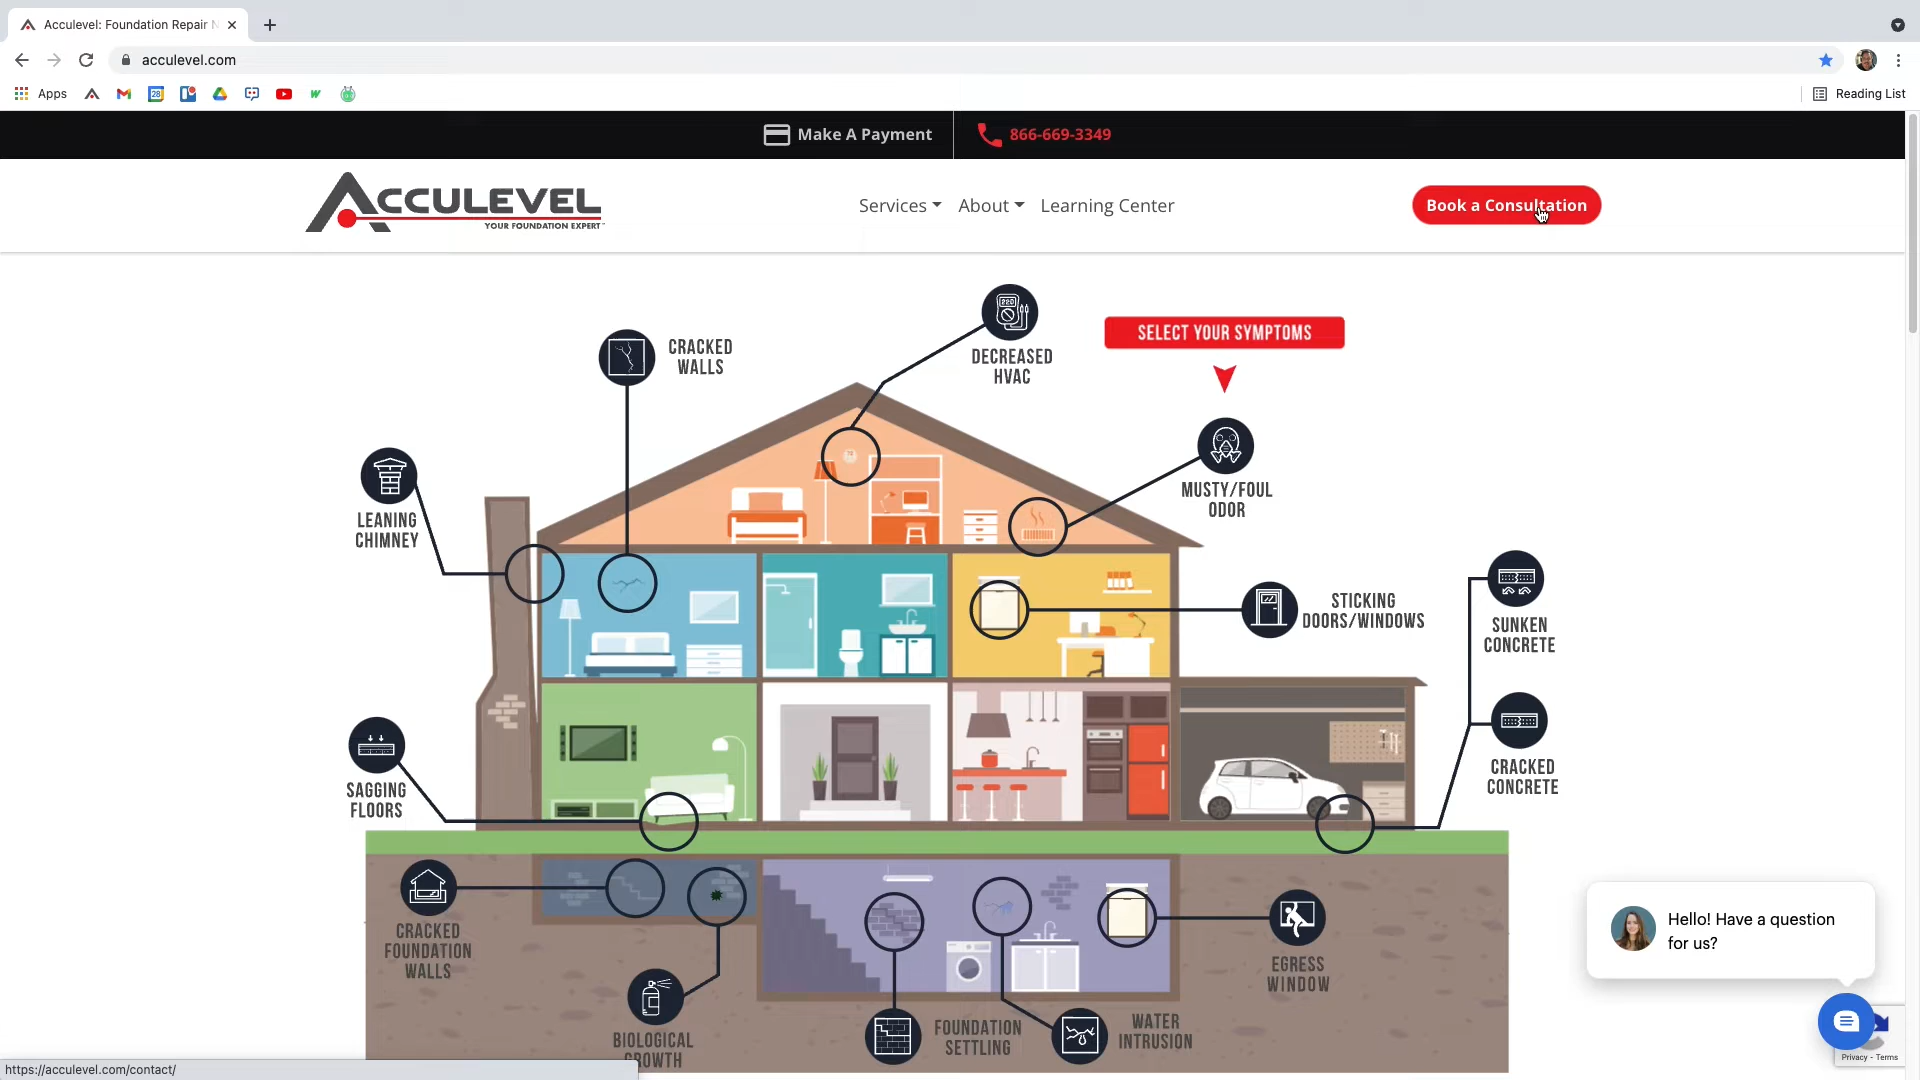 Acculevel: Foundation Repair N
acculevel.com
Apps
28
Reading List
Make A Payment
866-669-3349
ACCULEVEL
YOUR FOUNDATION EXPERT™
Services
About
Learning Center
Book a Consultation
SELECT YOUR SYMPTOMS
CRACKED
WALLS
DECREASED
HVAC
MUSTY/FOUL
ODOR
LEANING
CHIMNEY
STICKING
DOORS/WINDOWS
SUNKEN
CONCRETE
CRACKED
CONCRETE
SAGGING
FLOORS
CRACKED
FOUNDATION
WALLS
BIOLOGICAL
GROWTH
FOUNDATION
SETTLING
WATER
INTRUSION
EGRESS
WINDOW
Hello! Have a question
for us?
Privacy - Terms
https://acculevel.com/contact/